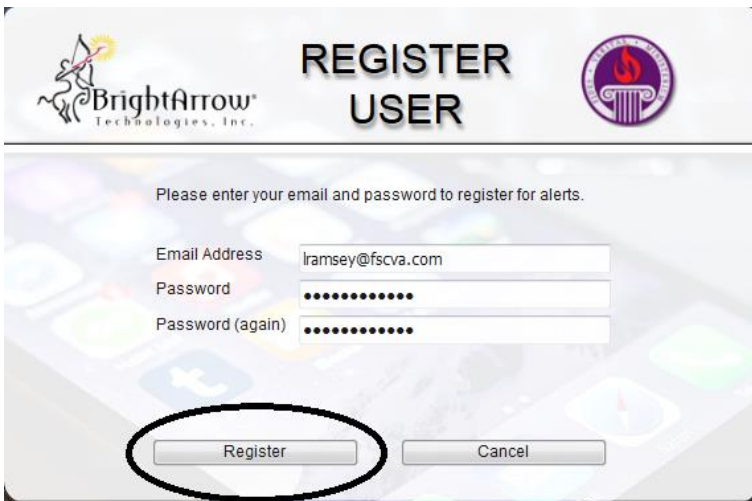 BrightArrow
Technologies, Inc.
REGISTER
USER
Please enter your email and password to register for alerts.
Email Address
lramsey@fscva.com
Password
••••••••••••
Password (again)
••••••••••••
Register
Cancel